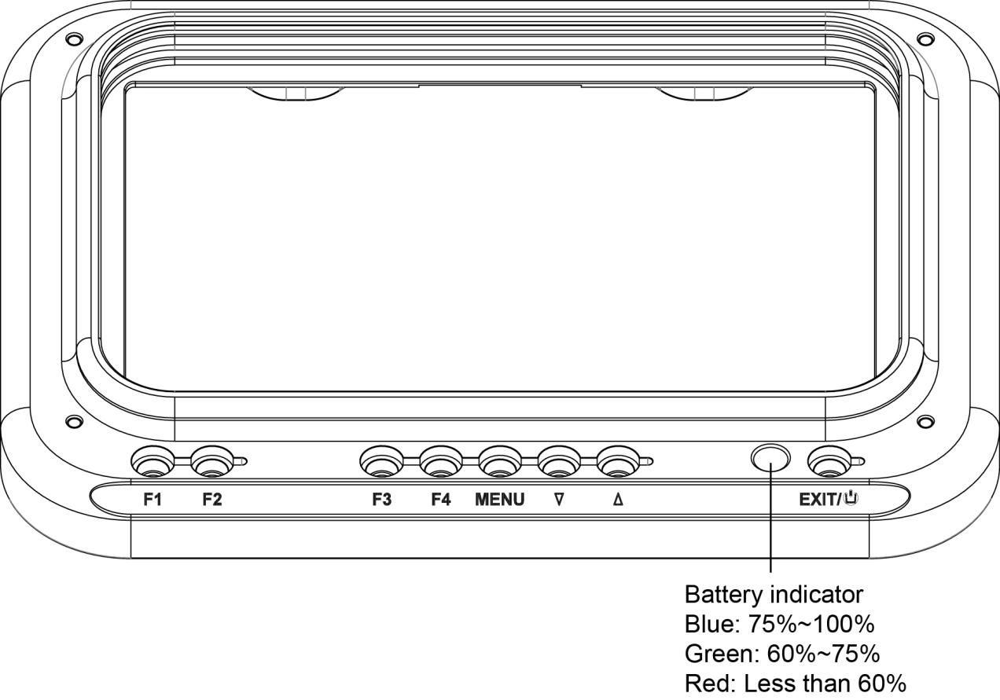 F1 F2 F3 F4 MENU ▽ △ EXIT/⏻
Battery indicator
Blue: 75%~100%
Green: 60%~75%
Red: Less than 60%